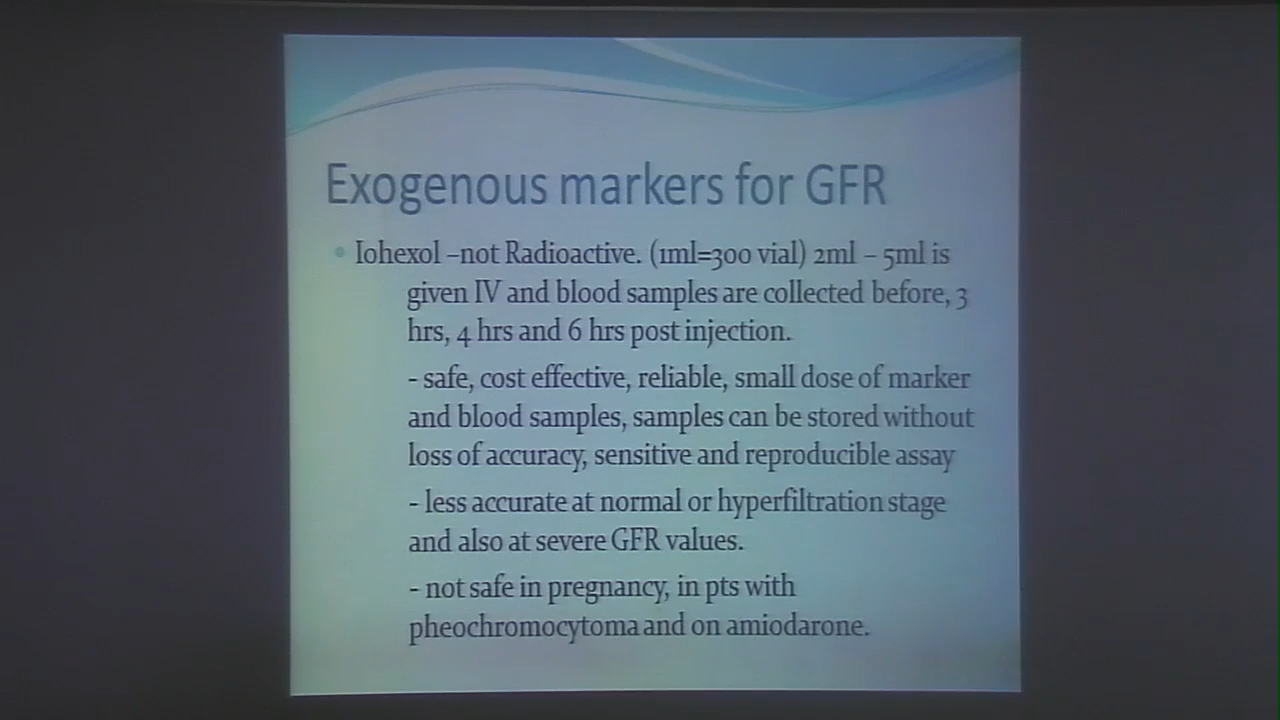 Exogenous markers for GFR
• Iohexol –not Radioactive. (1ml=300 vial) 2ml – 5ml is
given IV and blood samples are collected before, 3
hrs, 4 hrs and 6 hrs post injection.
- safe, cost effective, reliable, small dose of marker
and blood samples, samples can be stored without
loss of accuracy, sensitive and reproducible assay
- less accurate at normal or hyperfiltration stage
and also at severe GFR values.
- not safe in pregnancy, in pts with
pheochromocytoma and on amiodarone.